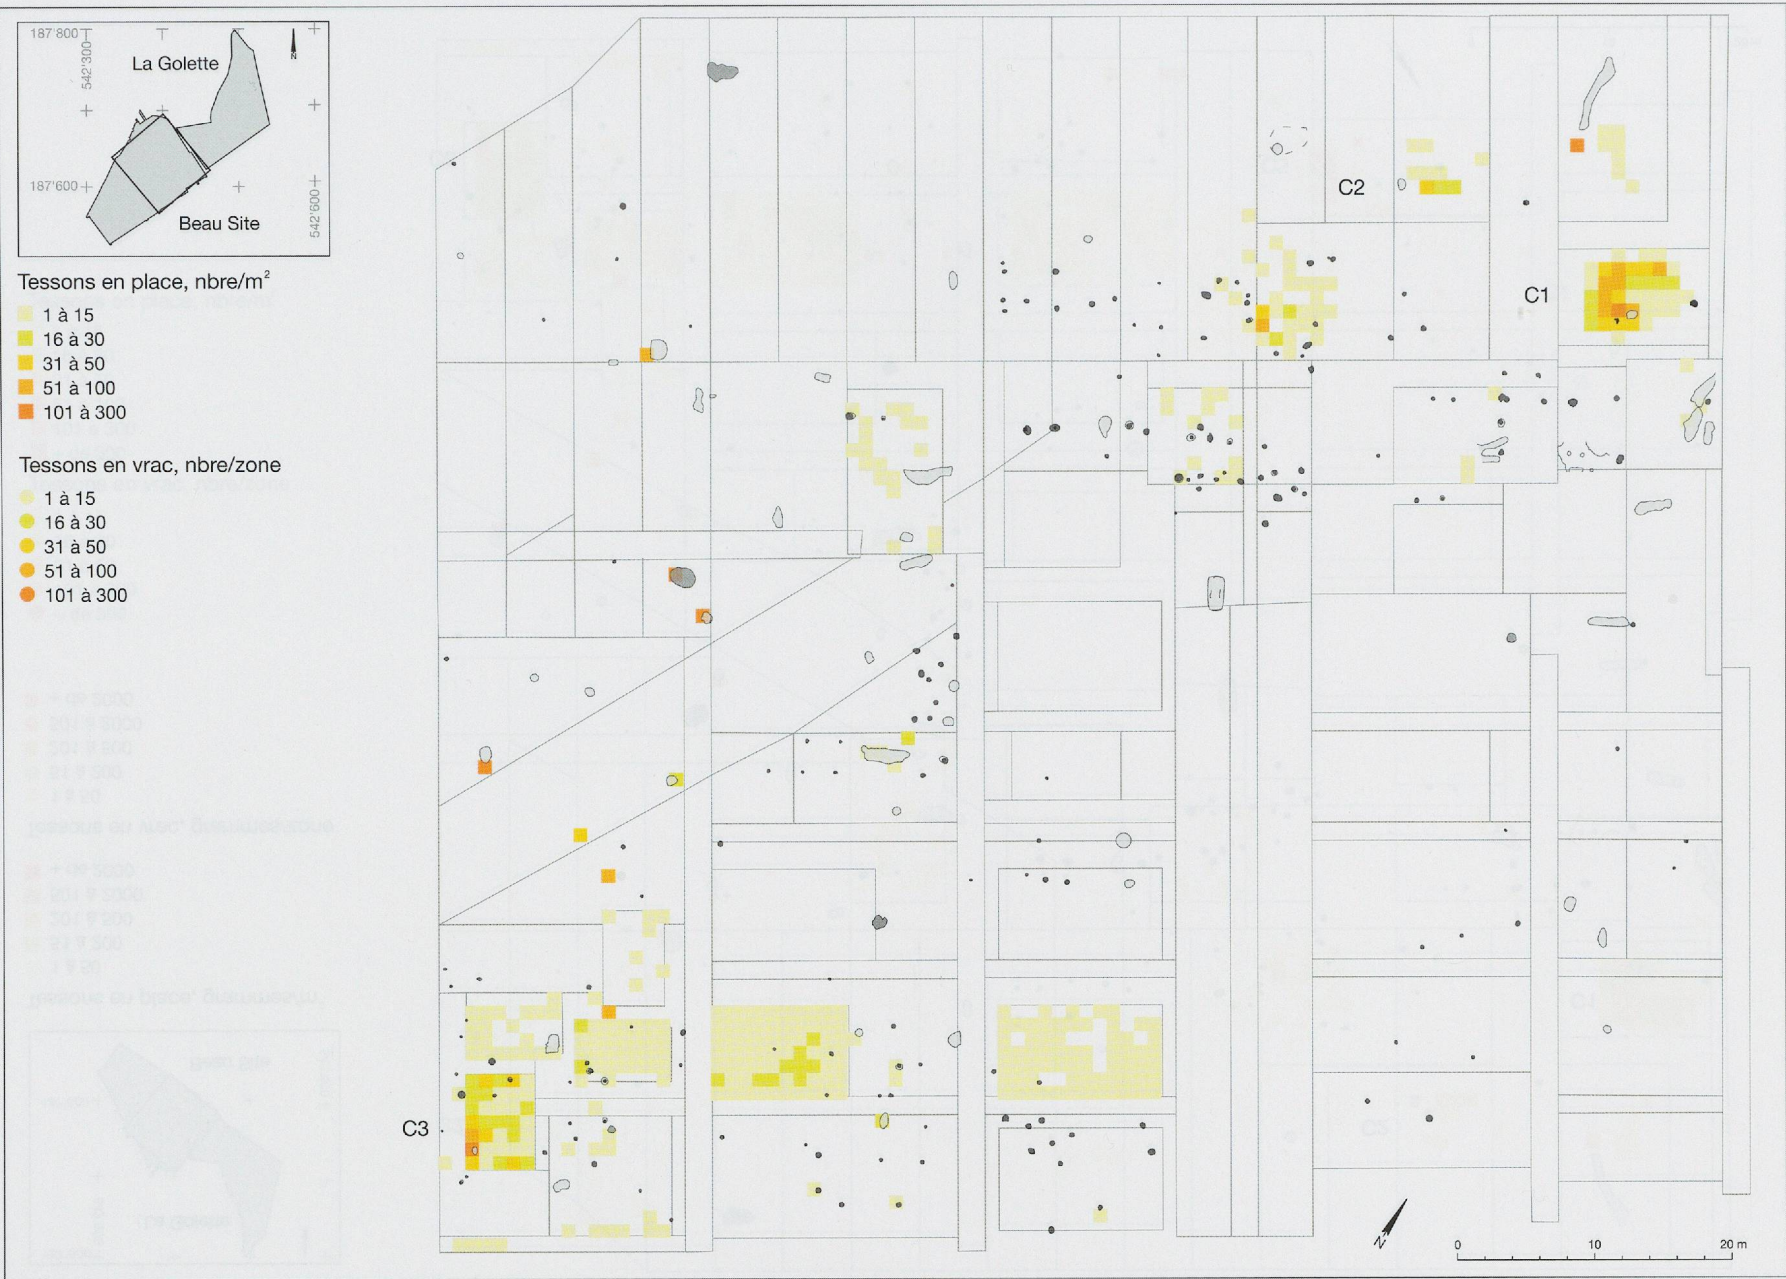 187'800
542'300
La Golette
N
187'600
Beau Site
542'600
Tessons en place, nbre/m²
1 à 15
16 à 30
31 à 50
51 à 100
101 à 300
Tessons en vrac, nbre/zone
1 à 15
16 à 30
31 à 50
51 à 100
101 à 300
C2
C1
C3
N
0 10 20 m